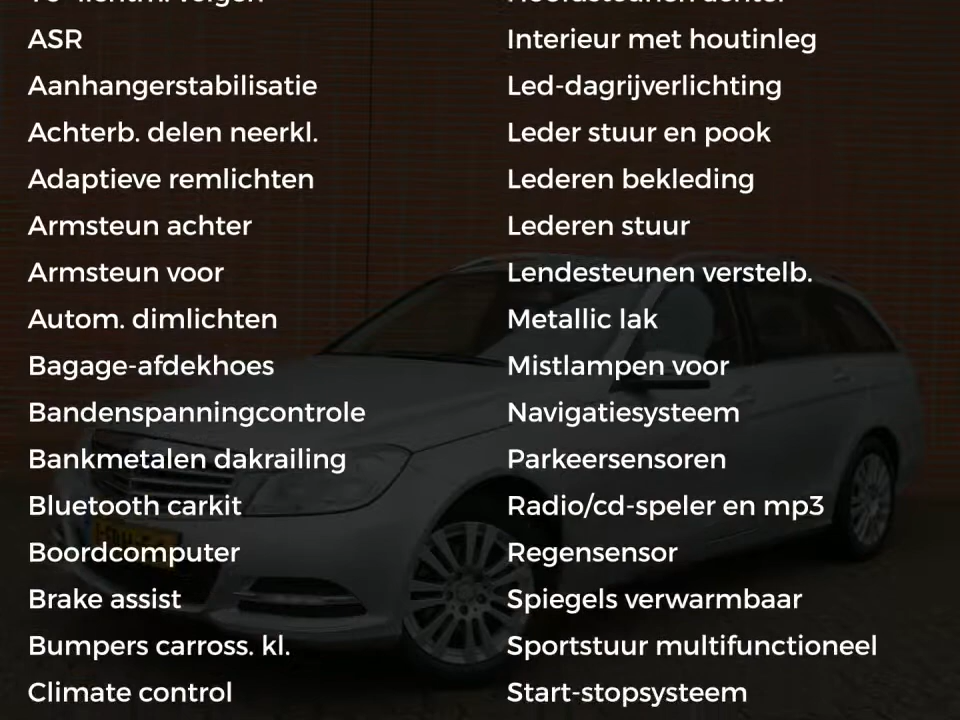 ASR
Aanhangerstabilisatie
Achterb. delen neerkl.
Adaptieve remlichten
Armsteun achter
Armsteun voor
Autom. dimlichten
Bagage-afdekhoes
Bandenspanningcontrole
Bankmetalen dakrailing
Bluetooth carkit
Boordcomputer
Brake assist
Bumpers carross. kl.
Climate control
Interieur met houtinleg
Led-dagrijverlichting
Leder stuur en pook
Lederen bekleding
Lederen stuur
Lendesteunen verstelb.
Metallic lak
Mistlampen voor
Navigatiesysteem
Parkeersensoren
Radio/cd-speler en mp3
Regensensor
Spiegels verwarmbaar
Sportstuur multifunctioneel
Start-stopsysteem